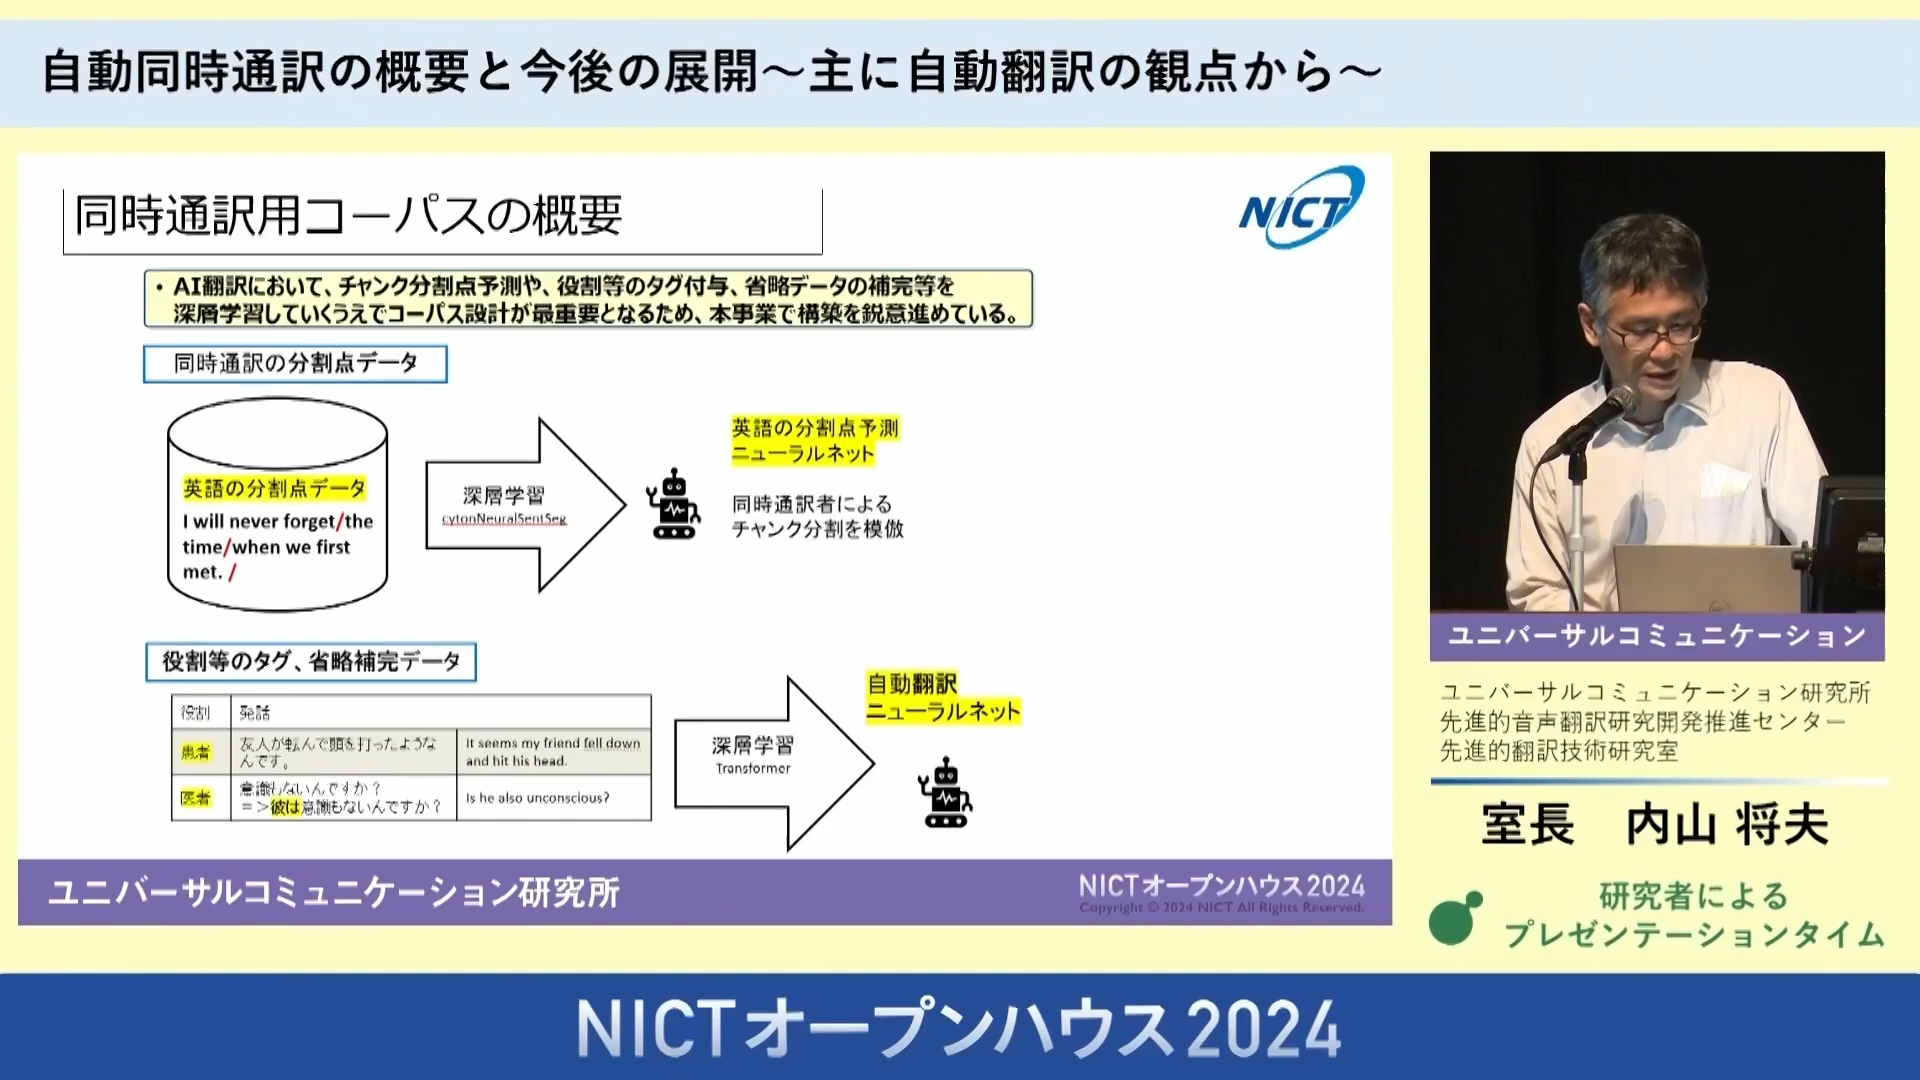 自動同時通訳の概要と今後の展開～主に自動翻訳の観点から～
同時通訳用コーパスの概要
NICT
・AI翻訳において、チャンク分割点予測や、役割等のタグ付与、省略データの補完等を
深層学習していくうえでコーパス設計が最重要となるため、本事業で構築を鋭意進めている。
同時通訳の分割点データ
英語の分割点データ
I will never forget/the
time/when we first
met. /
深層学習
cytonNeuralSentSeg
英語の分割点予測
ニューラルネット
同時通訳者による
チャンク分割を模倣
役割等のタグ、省略補完データ
役割 発話
患者 友人が転んで頭を打ったような It seems my friend fell down
んです。 and hit his head.
医者 意識もないんですか？
＝＞彼は意識もないんですか？ Is he also unconscious?
深層学習
Transformer
自動翻訳
ニューラルネット
ユニバーサルコミュニケーション研究所
NICTオープンハウス2024
Copyright © 2024 NICT All Rights Reserved.
ユニバーサルコミュニケーション
ユニバーサルコミュニケーション研究所
先進的音声翻訳研究開発推進センター
先進的翻訳技術研究室
室長 内山 将夫
研究者による
プレゼンテーションタイム
NICTオープンハウス2024